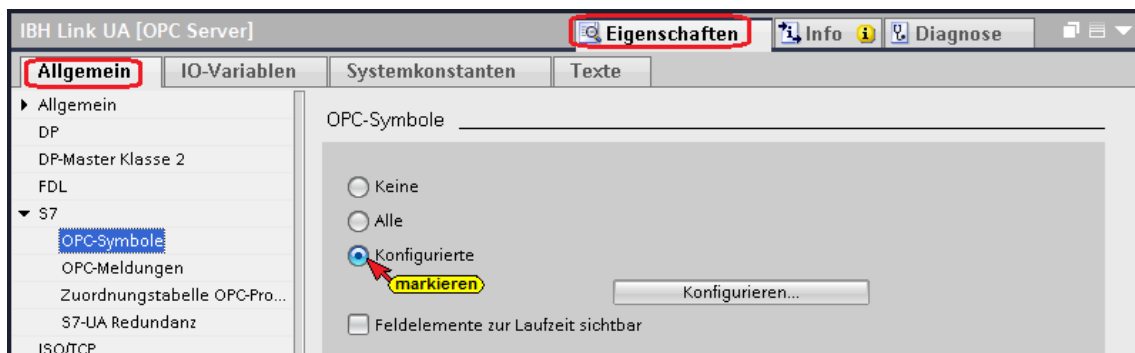 IBH Link UA [OPC Server]
Eigenschaften
Info
Diagnose
Allgemein
IO-Variablen
Systemkonstanten
Texte
Allgemein
DP
DP-Master Klasse 2
FDL
S7
OPC-Symbole
OPC-Meldungen
Zuordnungstabelle OPC-Pro...
S7-UA Redundanz
ISO/TCP
OPC-Symbole
Keine
Alle
Konfigurierte
markieren
Konfigurieren...
Feldelemente zur Laufzeit sichtbar